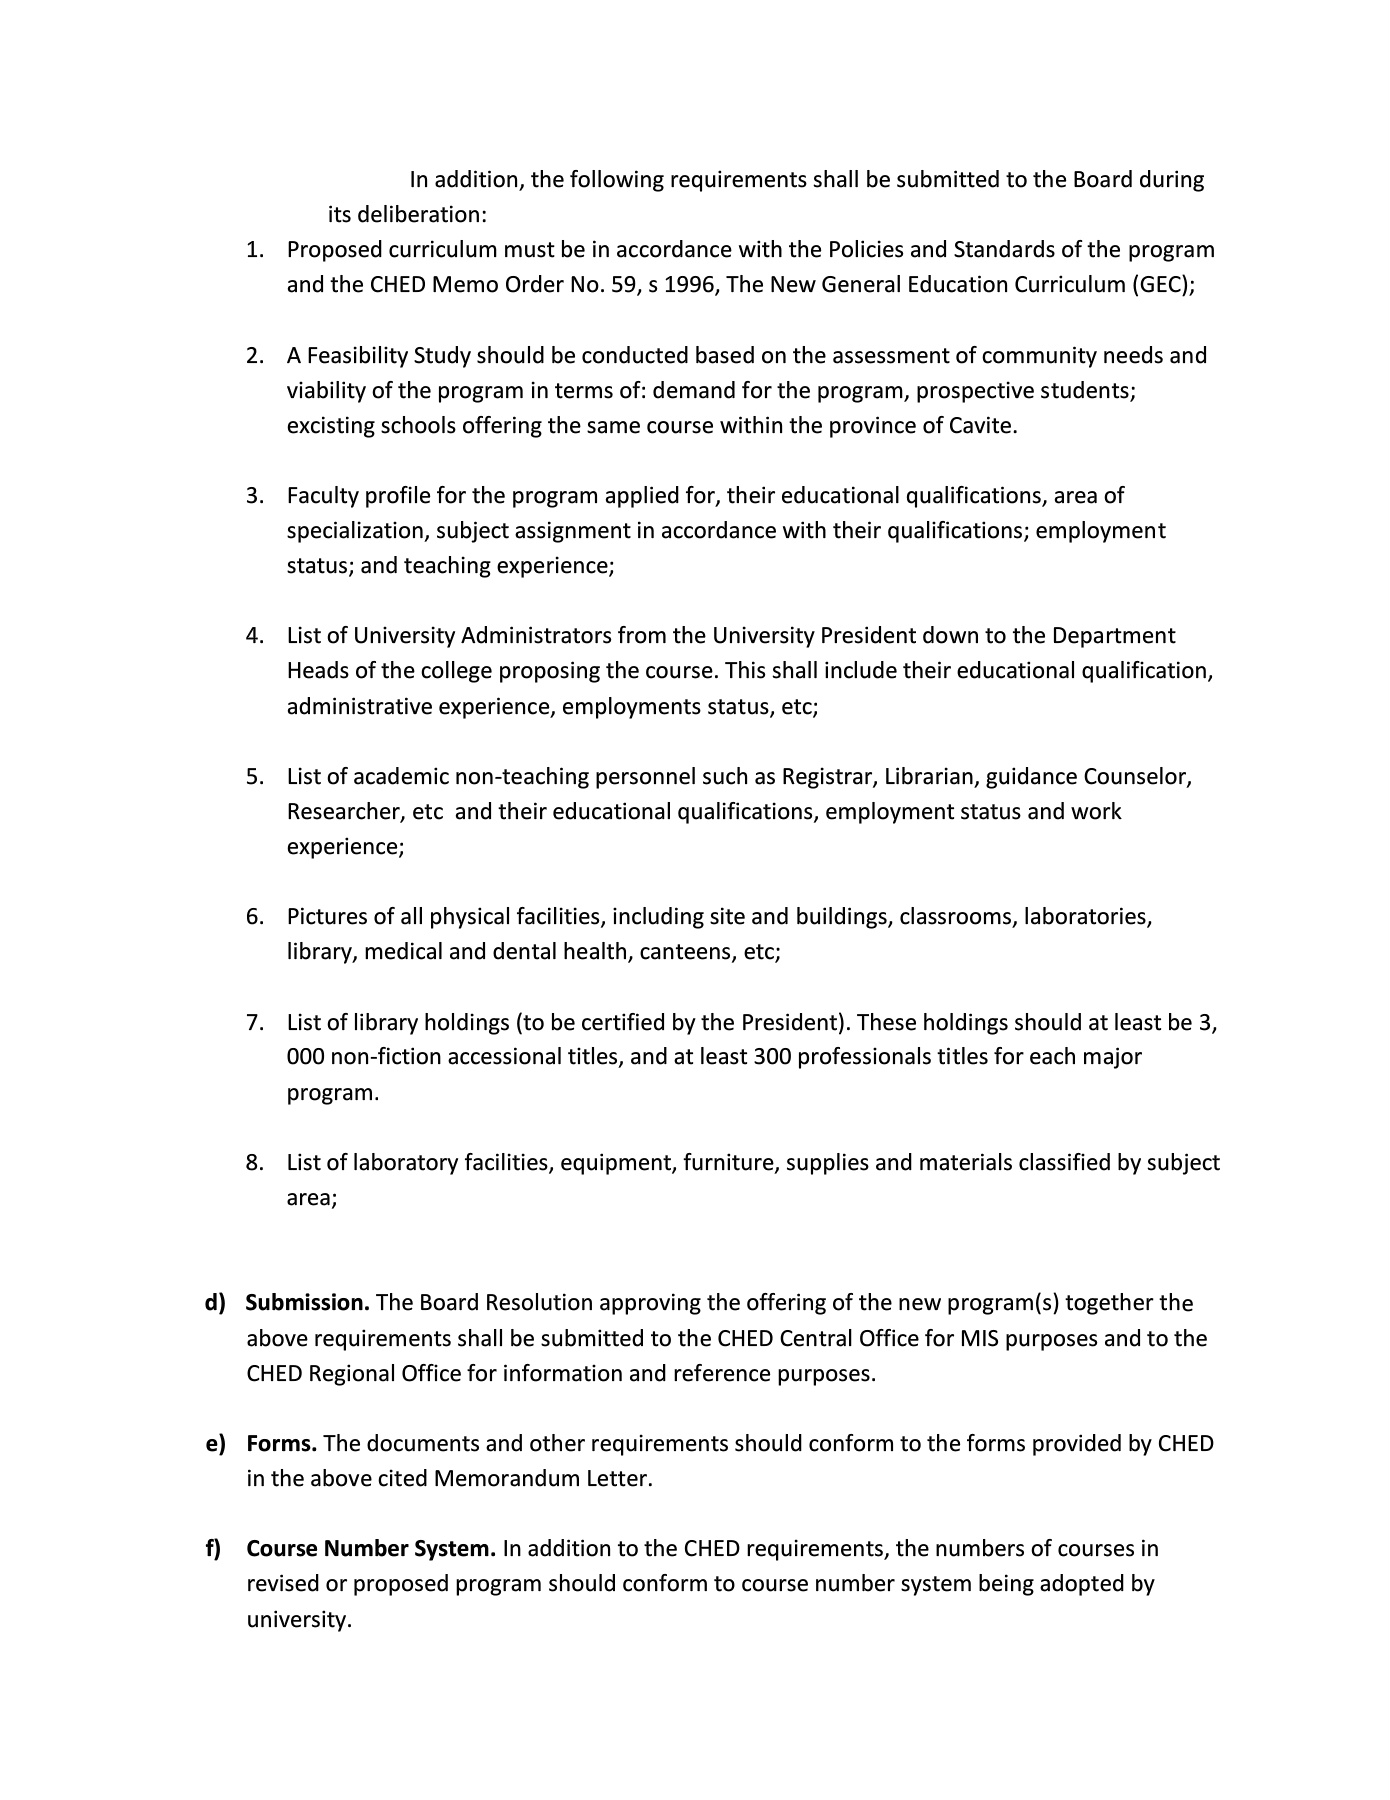 In addition, the following requirements shall be submitted to the Board during
its deliberation:
1. Proposed curriculum must be in accordance with the Policies and Standards of the program
and the CHED Memo Order No. 59, s 1996, The New General Education Curriculum (GEC);
2. A Feasibility Study should be conducted based on the assessment of community needs and
viability of the program in terms of: demand for the program, prospective students;
excisting schools offering the same course within the province of Cavite.
3. Faculty profile for the program applied for, their educational qualifications, area of
specialization, subject assignment in accordance with their qualifications; employment
status; and teaching experience;
4. List of University Administrators from the University President down to the Department
Heads of the college proposing the course. This shall include their educational qualification,
administrative experience, employments status, etc;
5. List of academic non-teaching personnel such as Registrar, Librarian, guidance Counselor,
Researcher, etc  and their educational qualifications, employment status and work
experience;
6. Pictures of all physical facilities, including site and buildings, classrooms, laboratories,
library, medical and dental health, canteens, etc;
7. List of library holdings (to be certified by the President). These holdings should at least be 3,
000 non-fiction accessional titles, and at least 300 professionals titles for each major
program.
8. List of laboratory facilities, equipment, furniture, supplies and materials classified by subject
area;
d) Submission. The Board Resolution approving the offering of the new program(s) together the
above requirements shall be submitted to the CHED Central Office for MIS purposes and to the
CHED Regional Office for information and reference purposes.
e) Forms. The documents and other requirements should conform to the forms provided by CHED
in the above cited Memorandum Letter.
f) Course Number System. In addition to the CHED requirements, the numbers of courses in
revised or proposed program should conform to course number system being adopted by
university.